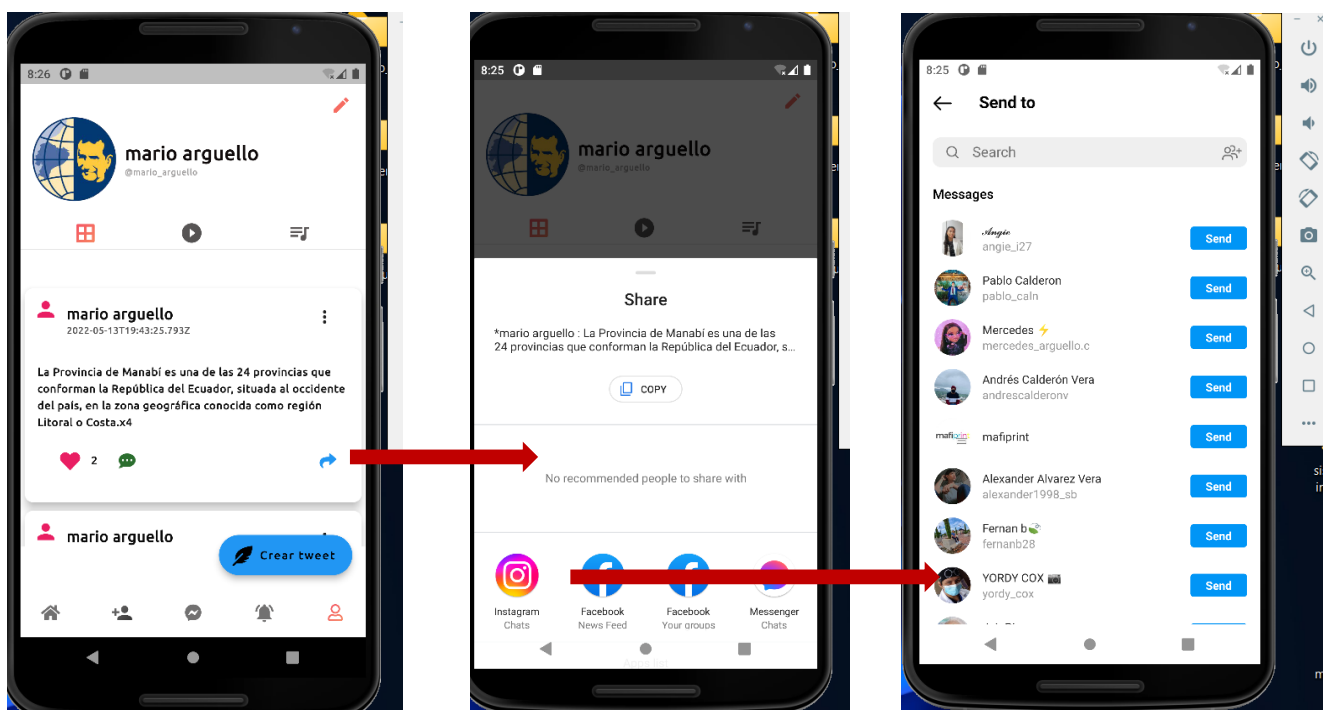 8:26
mario arguello
@mario_arguello
mario arguello
2022-05-13T19:43:25.793Z
La Provincia de Manabí es una de las 24 provincias que
conforman la República del Ecuador, situada al occidente
del país, en la zona geográfica conocida como región
Litoral o Costa.x4
2
mario arguello
Crear tweet
8:25
mario arguello
@mario_arguello
Share
*mario arguello : La Provincia de Manabí es una de las
24 provincias que conforman la República del Ecuador, s...
COPY
No recommended people to share with
Instagram
Chats
Facebook
News Feed
Facebook
Your groups
Messenger
Chats
Apps list
8:25
Send to
Search
Messages
Angie
angie_i27
Send
Pablo Calderon
pablo_caln
Send
Mercedes ⚡
mercedes_arguello.c
Send
Andrés Calderón Vera
andrescalderonv
Send
mafiprint
mafiprint
Send
Alexander Alvarez Vera
alexander1998_sb
Send
Fernan b🍃
fernanb28
Send
YORDY COX 📷
yordy_cox
Send